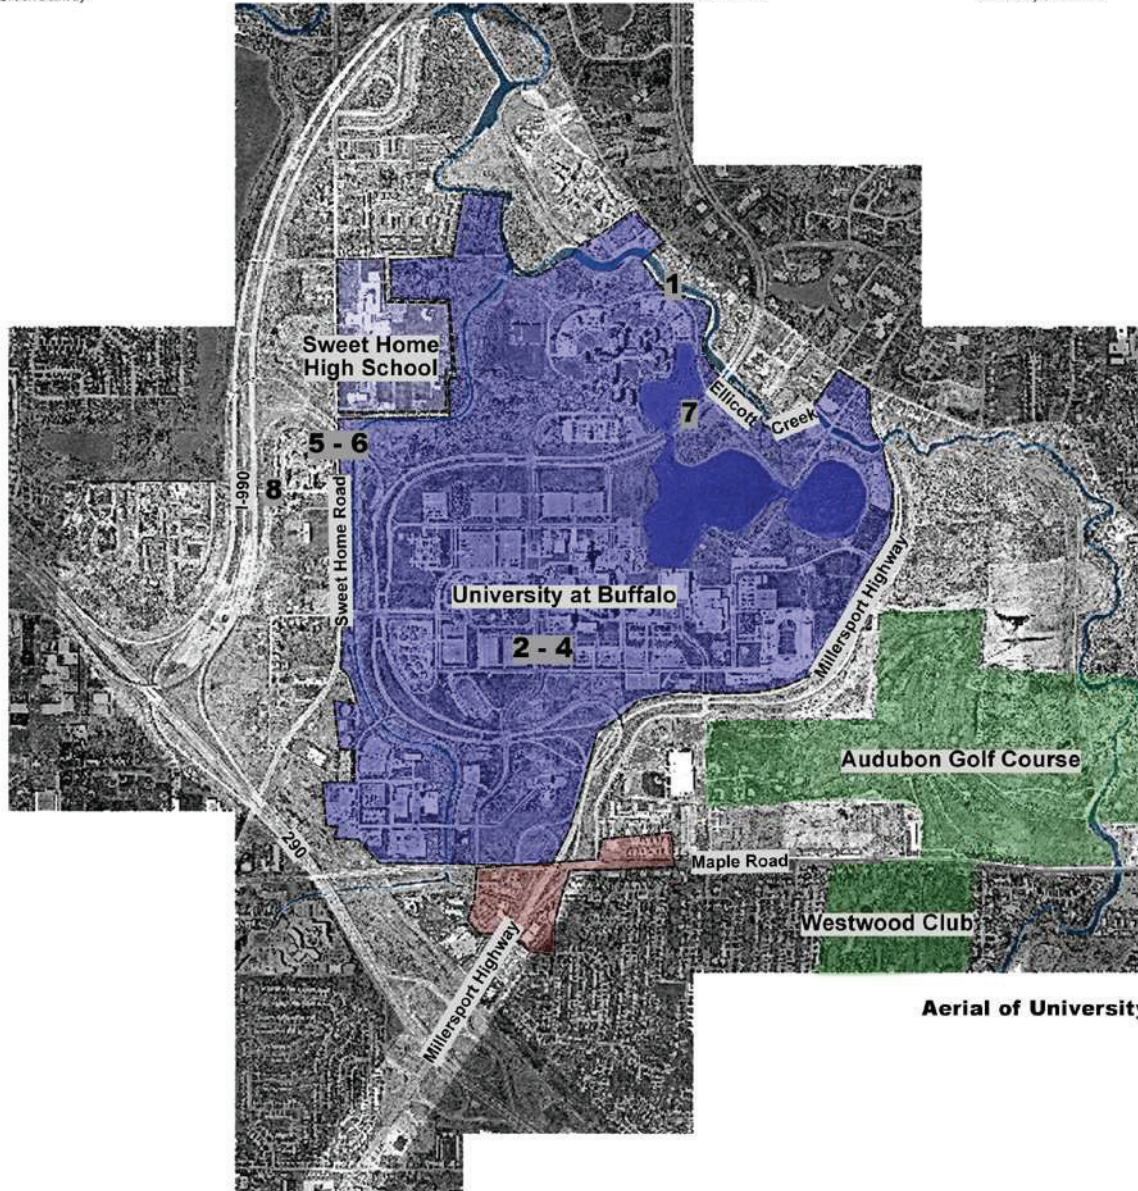 1
Sweet Home
High School
Ellicott
Creek
7
5 - 6
8
I-990
Sweet Home Road
University at Buffalo
2 - 4
Millersport Highway
Audubon Golf Course
290
Maple Road
Westwood Club
Millersport Highway
Aerial of University